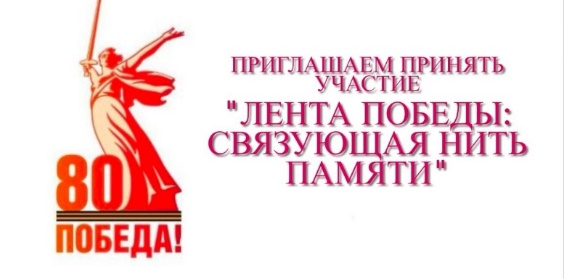 80
ПОБЕДА!
ПРИГЛАШАЕМ ПРИНЯТЬ
УЧАСТИЕ
"ЛЕНТА ПОБЕДЫ:
СВЯЗУЮЩАЯ НИТЬ
ПАМЯТИ"